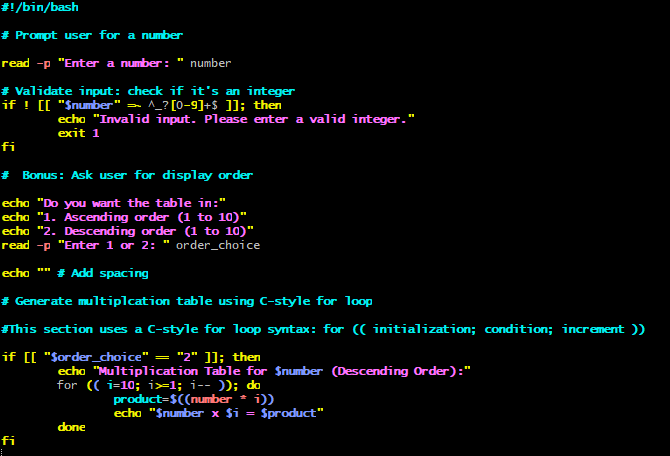 #!/bin/bash
# Prompt user for a number
read -p "Enter a number: " number
# Validate input: check if it's an integer
if ! [[ "$number" =~ ^_?[0-9]+$ ]]; then
echo "Invalid input. Please enter a valid integer."
exit 1
fi
#  Bonus: Ask user for display order
echo "Do you want the table in:"
echo "1. Ascending order (1 to 10)"
echo "2. Descending order (1 to 10)"
read -p "Enter 1 or 2: " order_choice
echo "" # Add spacing
# Generate multiplcation table using C-style for loop
#This section uses a C-style for loop syntax: for (( initialization; condition; increment ))
if [[ "$order_choice" == "2" ]]; then
echo "Multiplication Table for $number (Descending Order):"
for (( i=10; i>=1; i-- )); do
product=$((number * i))
echo "$number x $i = $product"
done
fi